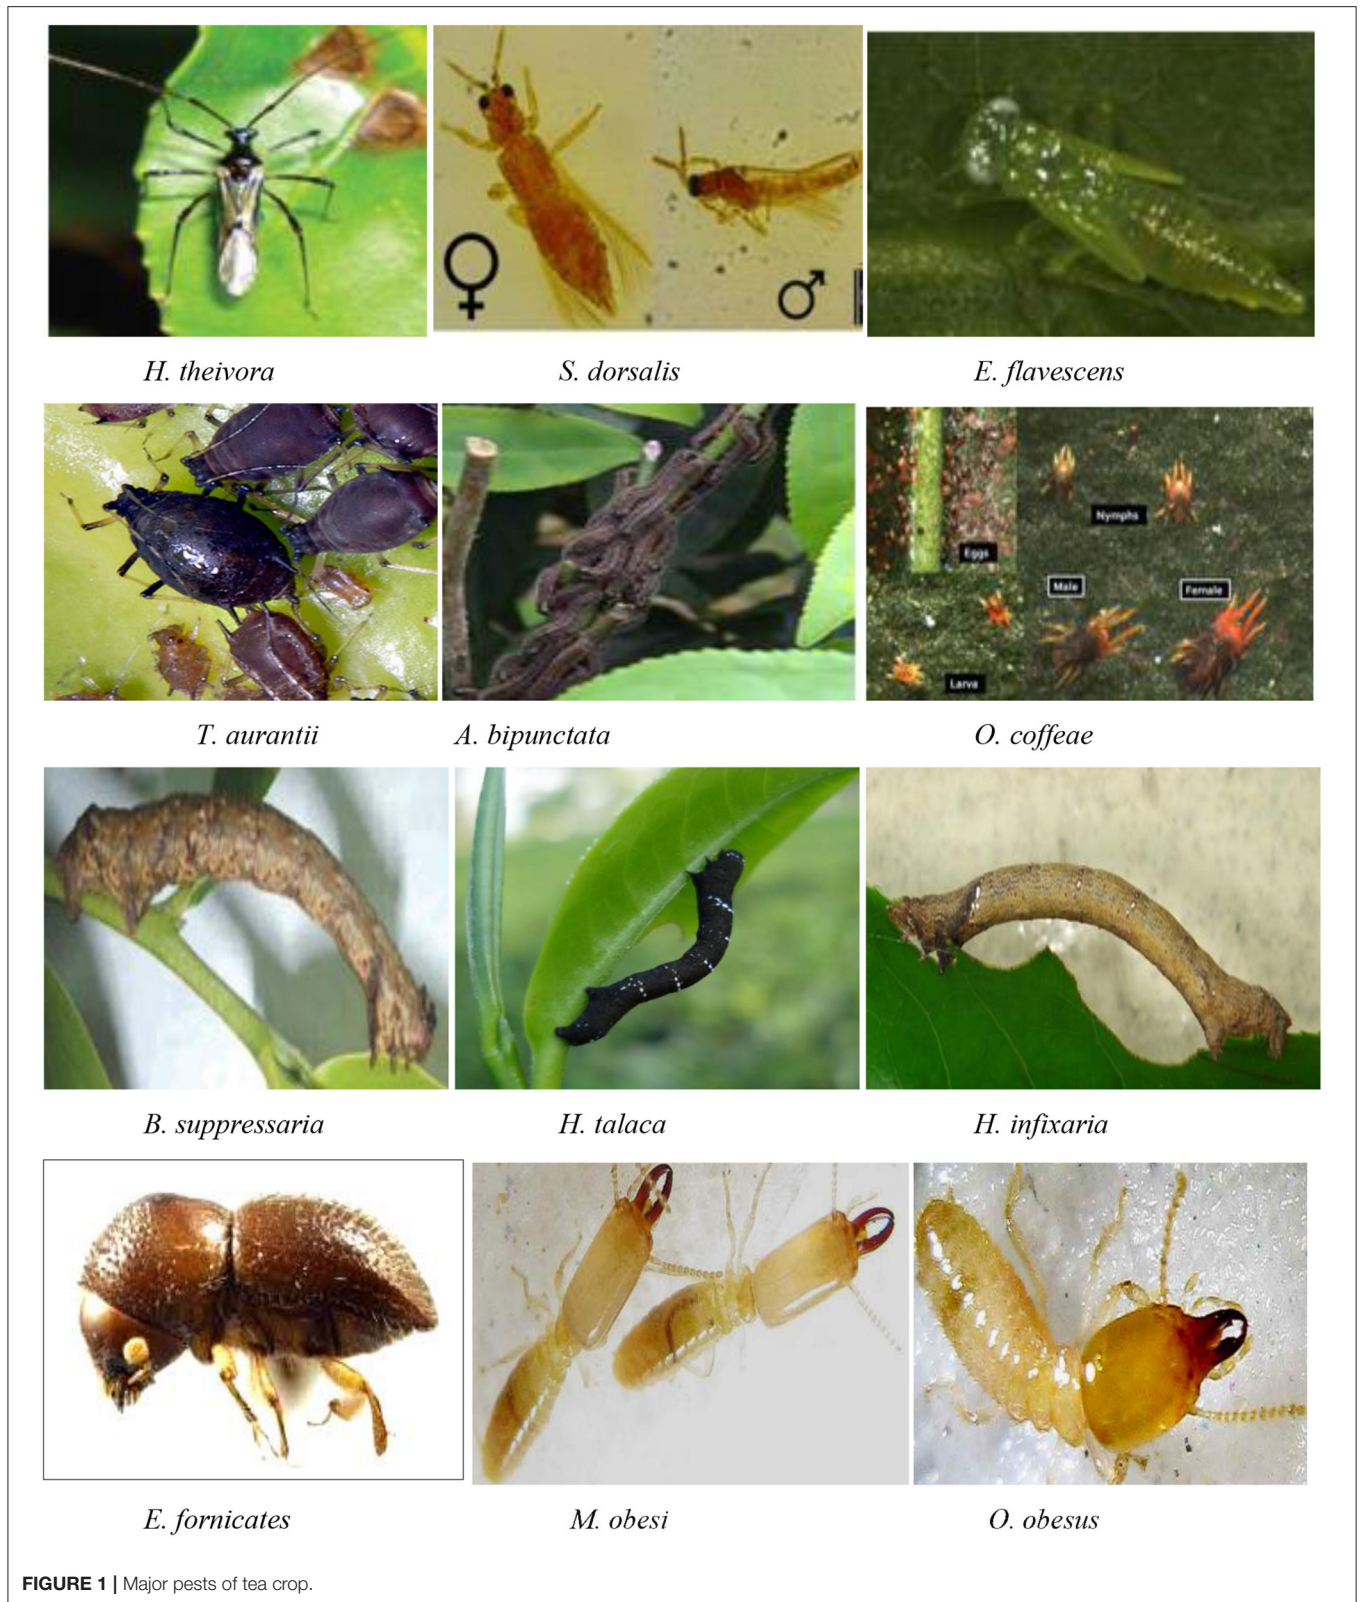 H. theivora
S. dorsalis
E. flavescens
Eggs
Nymphs
Male
Female
Larva
T. aurantii
A. bipunctata
O. coffeae
B. suppressaria
H. talaca
H. infixaria
E. fornicates
M. obesi
O. obesus
FIGURE 1 | Major pests of tea crop.